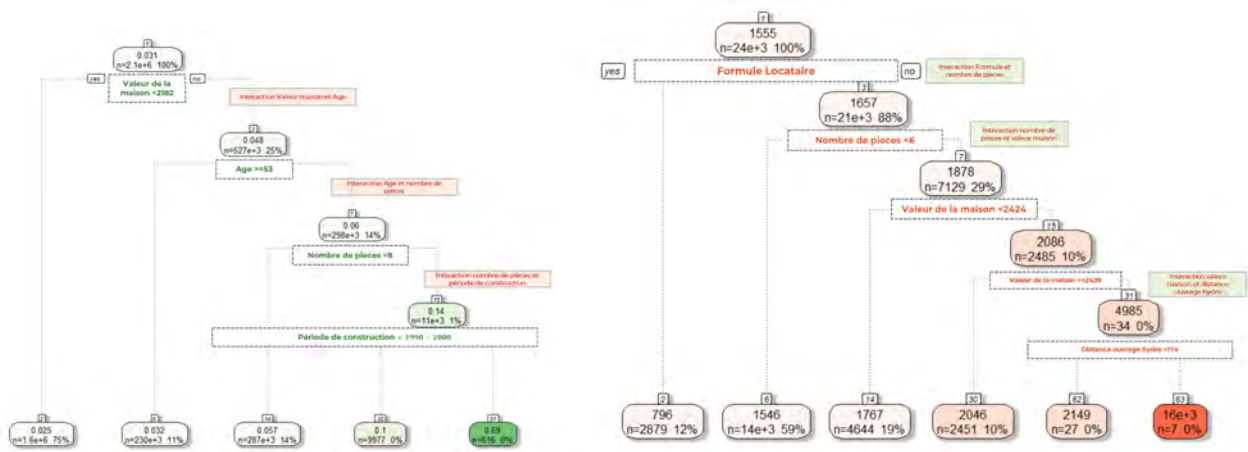 1
0.031
n=2.1e+6 100%
yes
no
Valeur de la
maison <2182
Interaction Valeur maison et Age
3
0.048
n=527e+3 25%
Age >=53
Interaction Age et nombre de
pièces
7
0.06
n=298e+3 14%
Nombre de pieces <8
Interaction nombre de pièces et
période de construction
15
0.14
n=11e+3 1%
Période de construction = 1990 - 2000
2
0.025
n=1.6e+6 75%
6
0.032
n=230e+3 11%
14
0.057
n=287e+3 14%
30
0.1
n=9977 0%
31
0.69
n=616 0%
1
1555
n=24e+3 100%
yes
Formule Locataire
no
Interaction Formule et
nombre de pieces
3
1657
n=21e+3 88%
Nombre de pieces <6
Interaction nombre de
pieces et valeur maison
7
1878
n=7129 29%
Valeur de la maison <2424
15
2086
n=2485 10%
Valeur de la maison >=2439
Interaction valeur
maison et distance
ouvrage hydro
31
4985
n=34 0%
Distance ouvrage hydro <174
2
796
n=2879 12%
6
1546
n=14e+3 59%
14
1767
n=4644 19%
30
2046
n=2451 10%
62
2149
n=27 0%
63
16e+3
n=7 0%